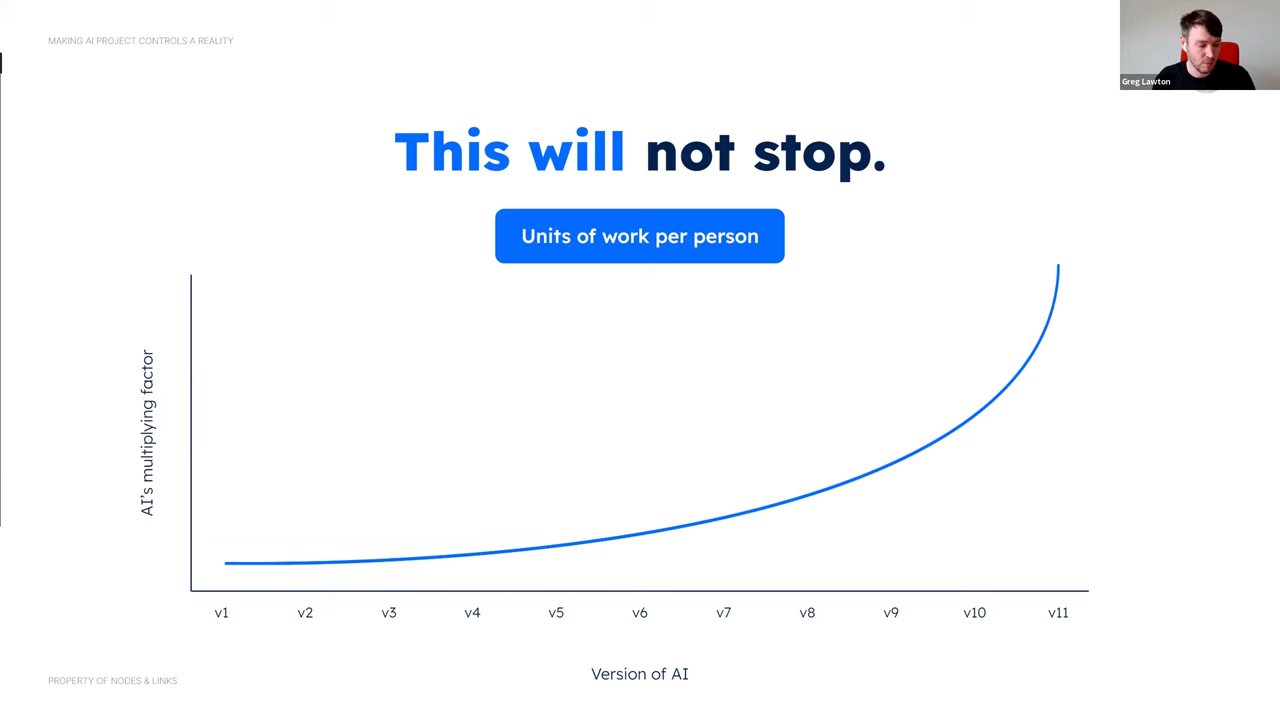 MAKING AI PROJECT CONTROLS A REALITY
Greg Lawton
This will not stop.
Units of work per person
AI's multiplying factor
v1 v2 v3 v4 v5 v6 v7 v8 v9 v10 v11
Version of AI
PROPERTY OF NODES & LINKS